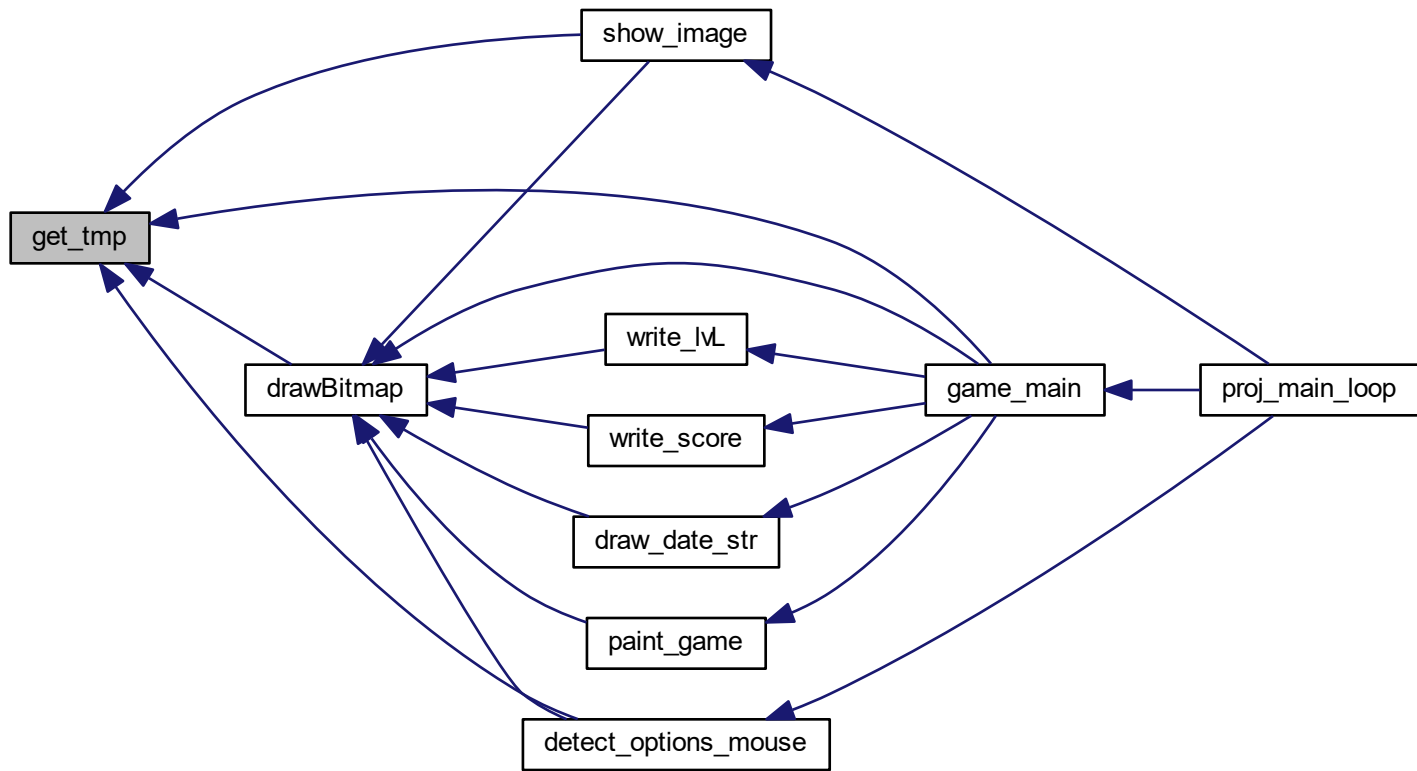 show_image
get_tmp
write_lvL
drawBitmap
game_main
proj_main_loop
write_score
draw_date_str
paint_game
detect_options_mouse